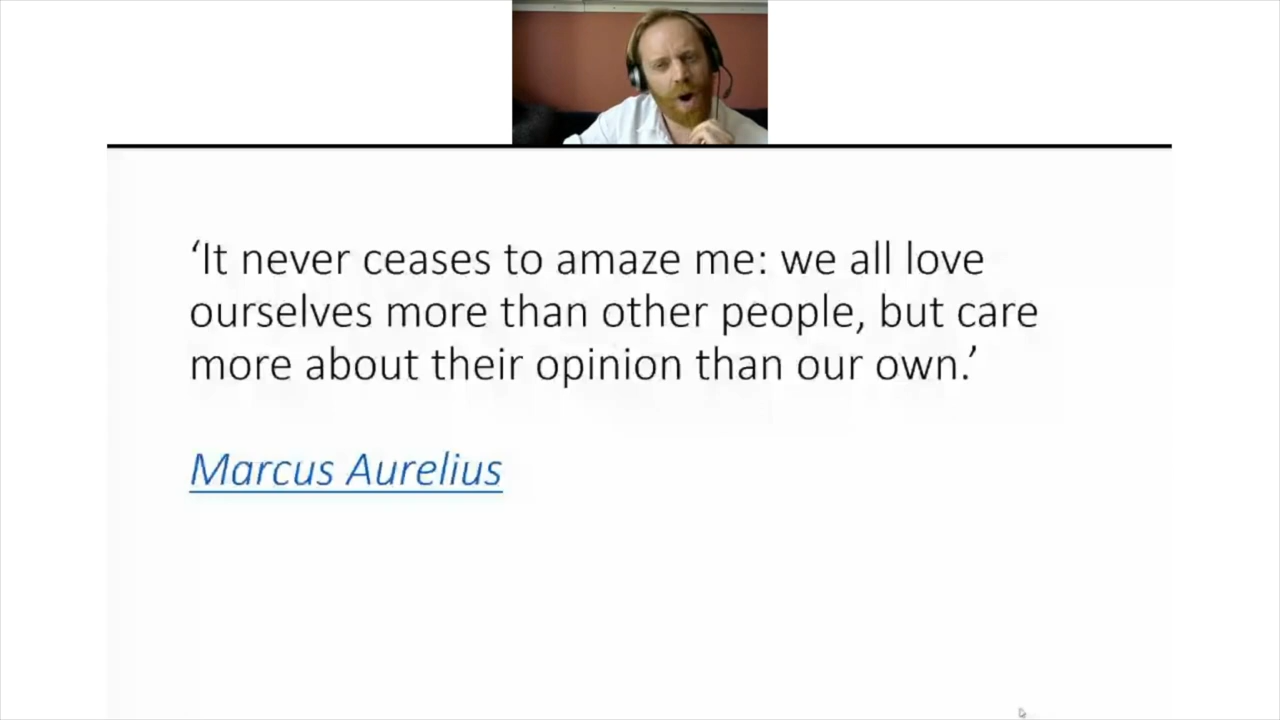 ‘It never ceases to amaze me: we all love
ourselves more than other people, but care
more about their opinion than our own.’
Marcus Aurelius